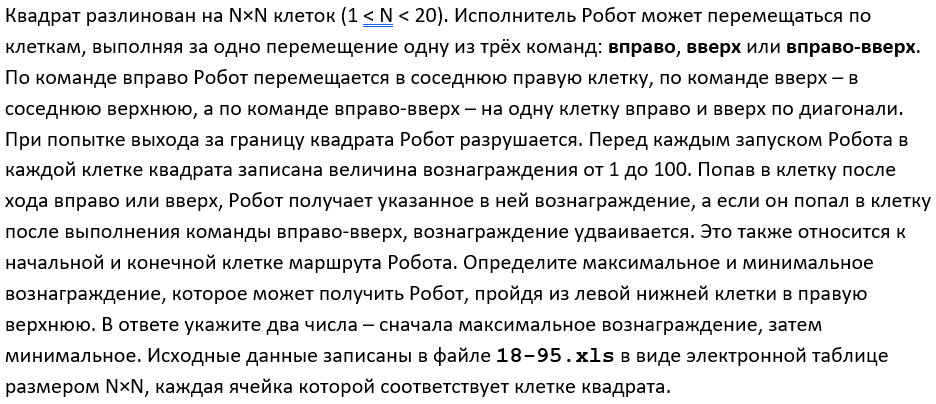 Квадрат разлинован на N×N клеток (1 < N < 20). Исполнитель Робот может перемещаться по
клеткам, выполняя за одно перемещение одну из трёх команд: вправо, вверх или вправо-вверх.
По команде вправо Робот перемещается в соседнюю правую клетку, по команде вверх – в
соседнюю верхнюю, а по команде вправо-вверх – на одну клетку вправо и вверх по диагонали.
При попытке выхода за границу квадрата Робот разрушается. Перед каждым запуском Робота в
каждой клетке квадрата записана величина вознаграждения от 1 до 100. Попав в клетку после
хода вправо или вверх, Робот получает указанное в ней вознаграждение, а если он попал в клетку
после выполнения команды вправо-вверх, вознаграждение удваивается. Это также относится к
начальной и конечной клетке маршрута Робота. Определите максимальное и минимальное
вознаграждение, которое может получить Робот, пройдя из левой нижней клетки в правую
верхнюю. В ответе укажите два числа – сначала максимальное вознаграждение, затем
минимальное. Исходные данные записаны в файле 18-95.xls в виде электронной таблице
размером N×N, каждая ячейка которой соответствует клетке квадрата.